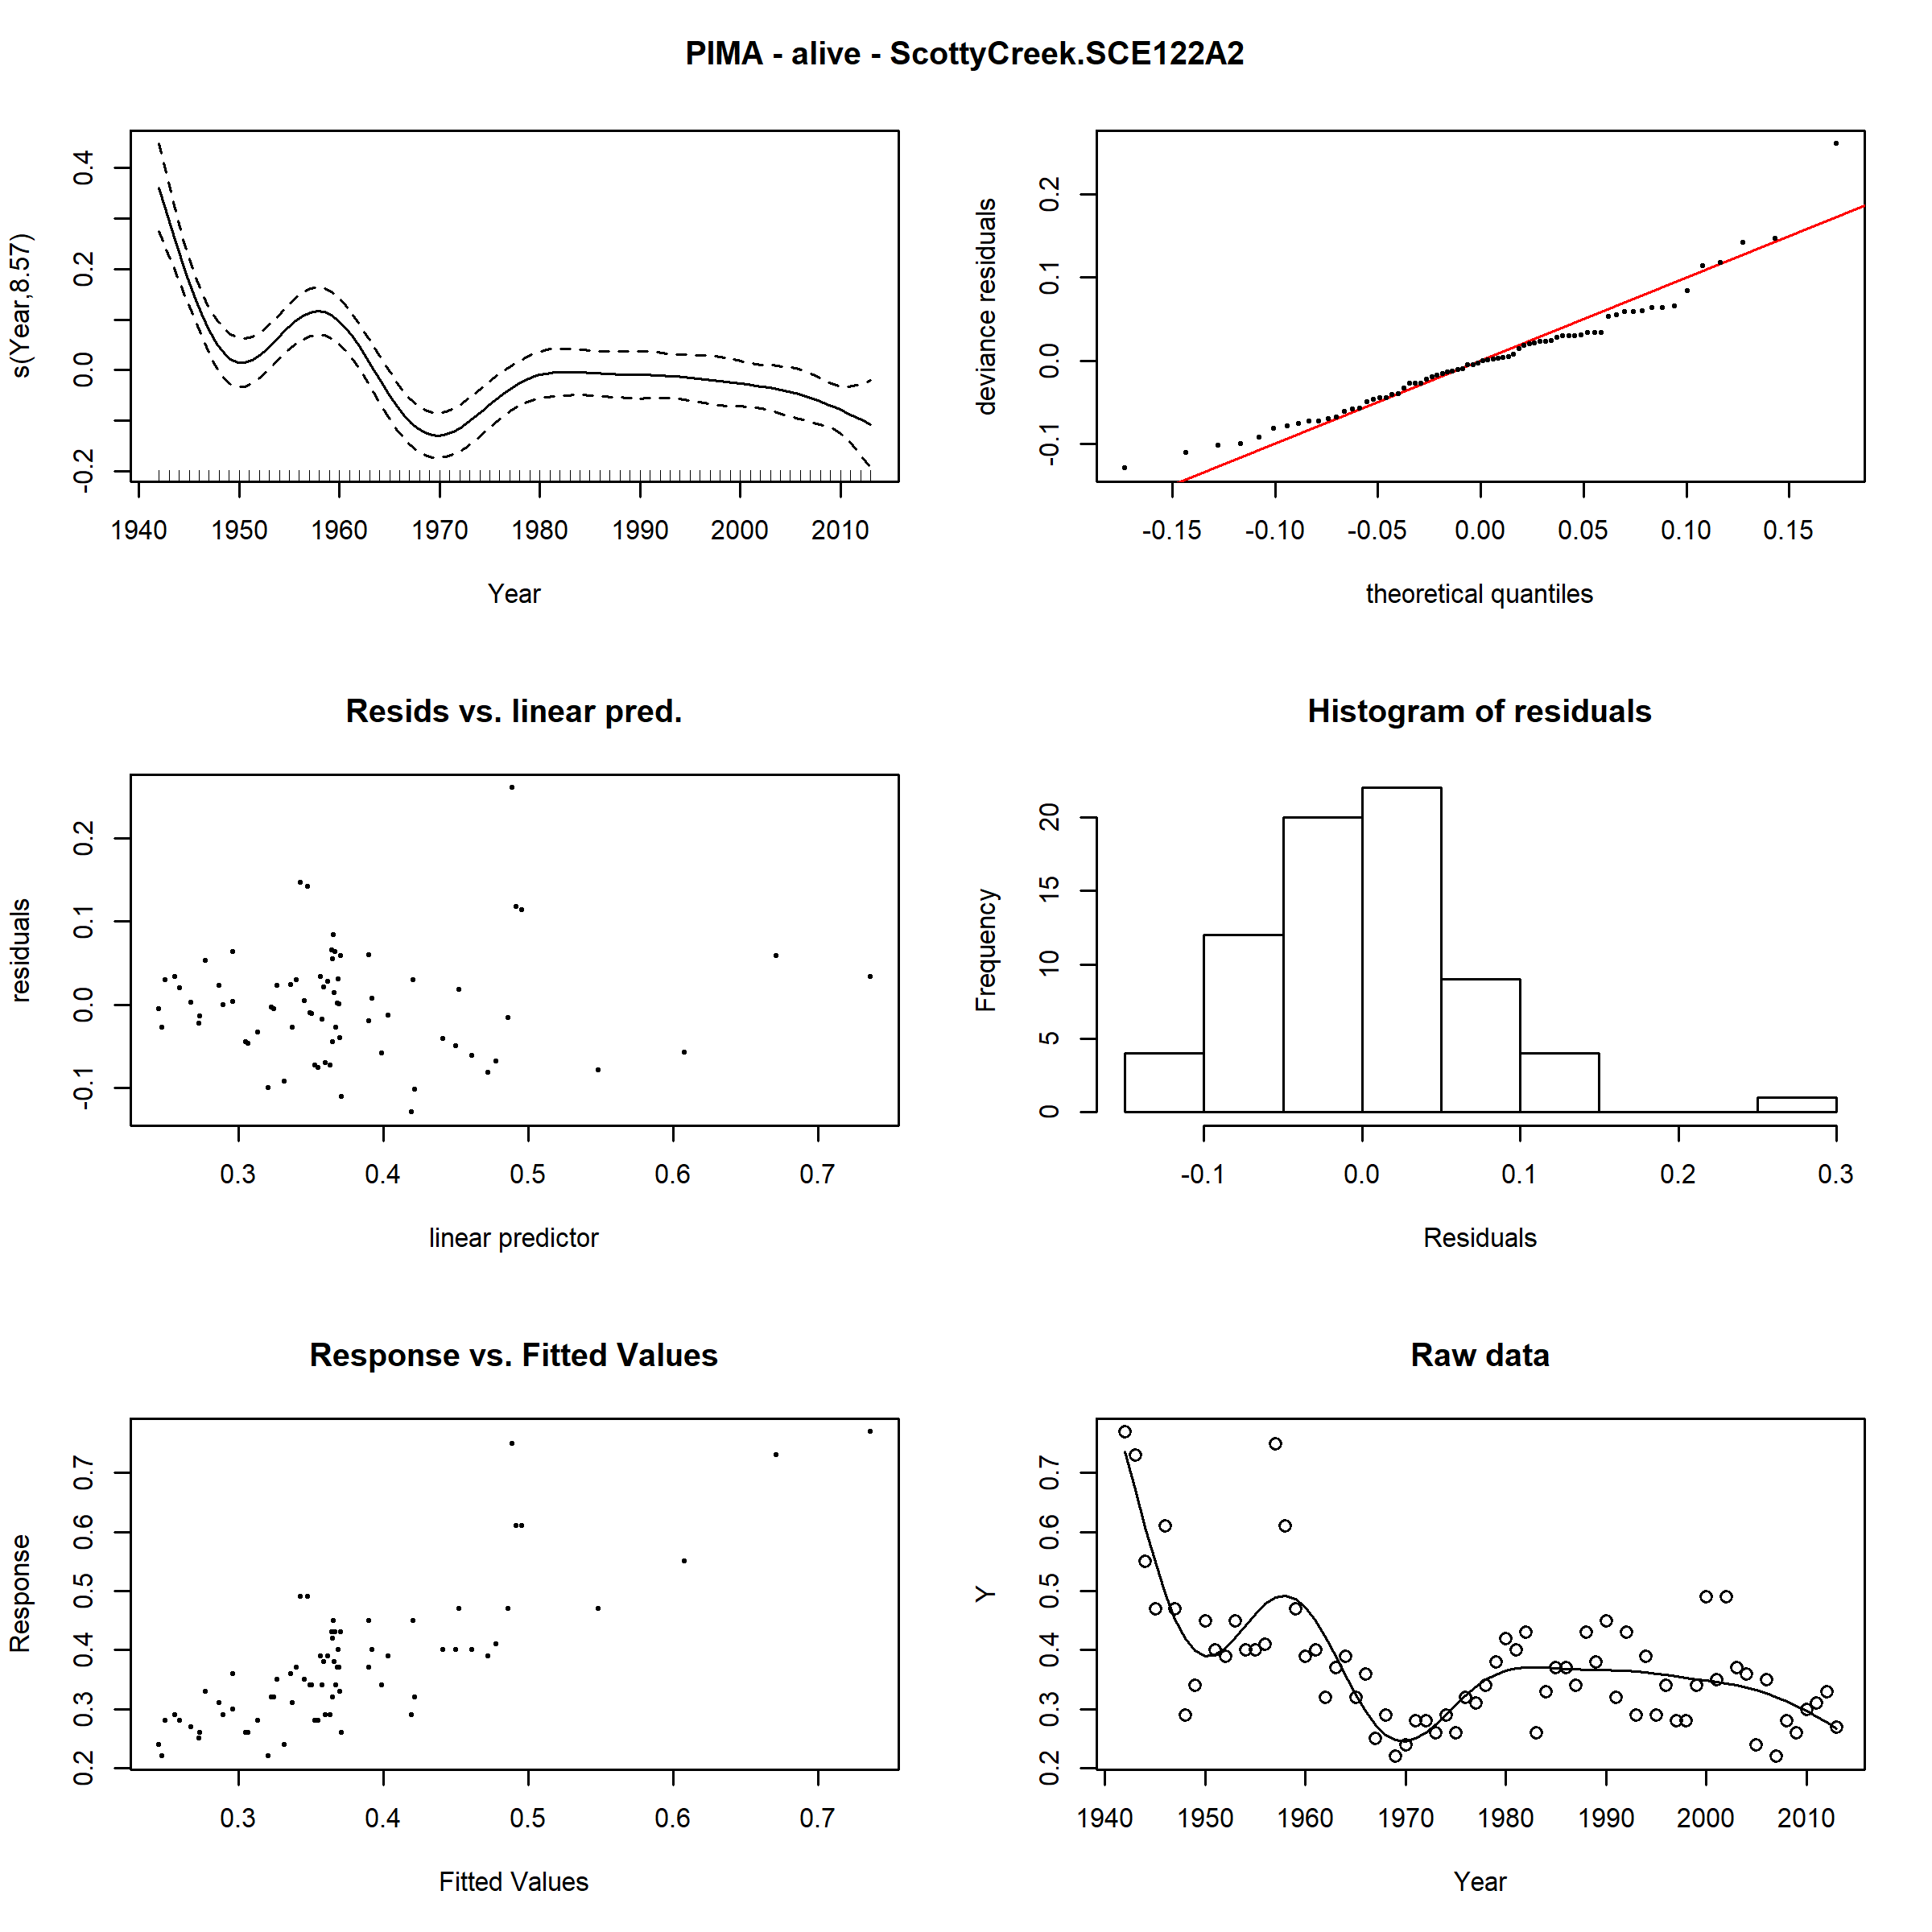 PIMA - alive - ScottyCreek.SCE122A2
s(Year,8.57)
-0.2 0.0 0.2 0.4
1940 1950 1960 1970 1980 1990 2000 2010
Year
deviance residuals
-0.1 0.0 0.1 0.2
-0.15 -0.10 -0.05 0.00 0.05 0.10 0.15
theoretical quantiles
Resids vs. linear pred.
residuals
-0.1 0.0 0.1 0.2
0.3 0.4 0.5 0.6 0.7
linear predictor
Histogram of residuals
Frequency
0 5 10 15 20
-0.1 0.0 0.1 0.2 0.3
Residuals
Response vs. Fitted Values
Response
0.2 0.3 0.4 0.5 0.6 0.7
0.3 0.4 0.5 0.6 0.7
Fitted Values
Raw data
Y
0.2 0.3 0.4 0.5 0.6 0.7
1940 1950 1960 1970 1980 1990 2000 2010
Year